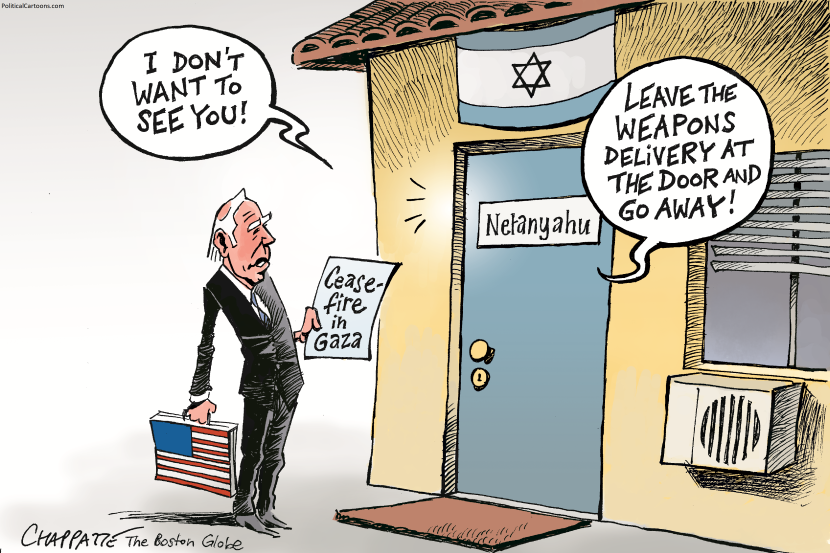 PoliticalCartoons.com
I DON'T
WANT TO
SEE YOU!
LEAVE THE
WEAPONS
DELIVERY AT
THE DOOR AND
GO AWAY!
Netanyahu
Cease-
fire
in
Gaza
CHAPPATTE The Boston Globe